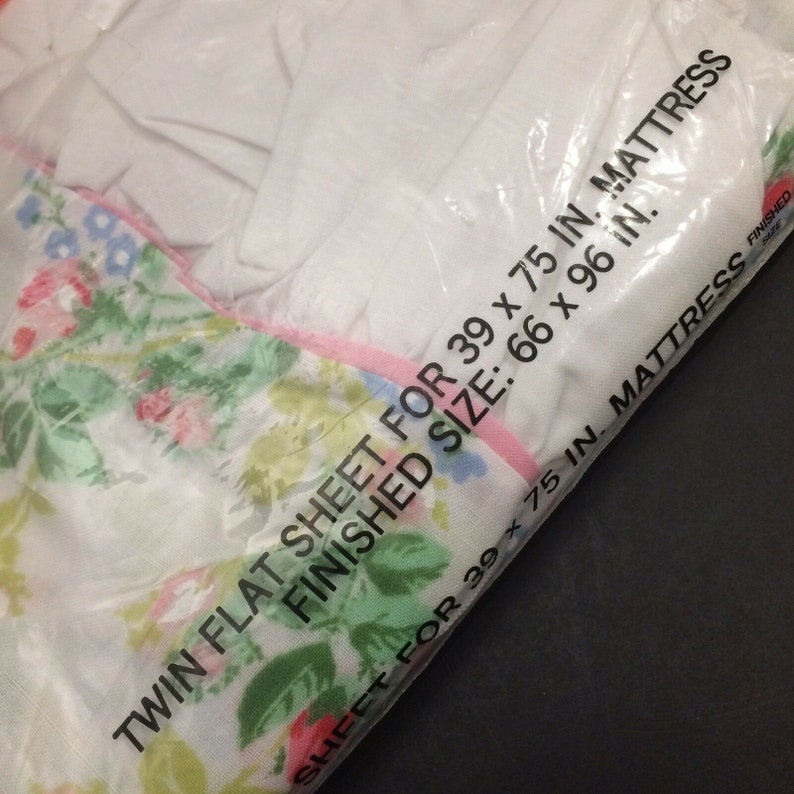 TWIN FLAT SHEET FOR 39 x 75 IN. MATTRESS
FINISHED SIZE: 66 x 96 IN.
SHEET FOR 39 x 75 IN. MATTRESS
FINISHED
SIZE